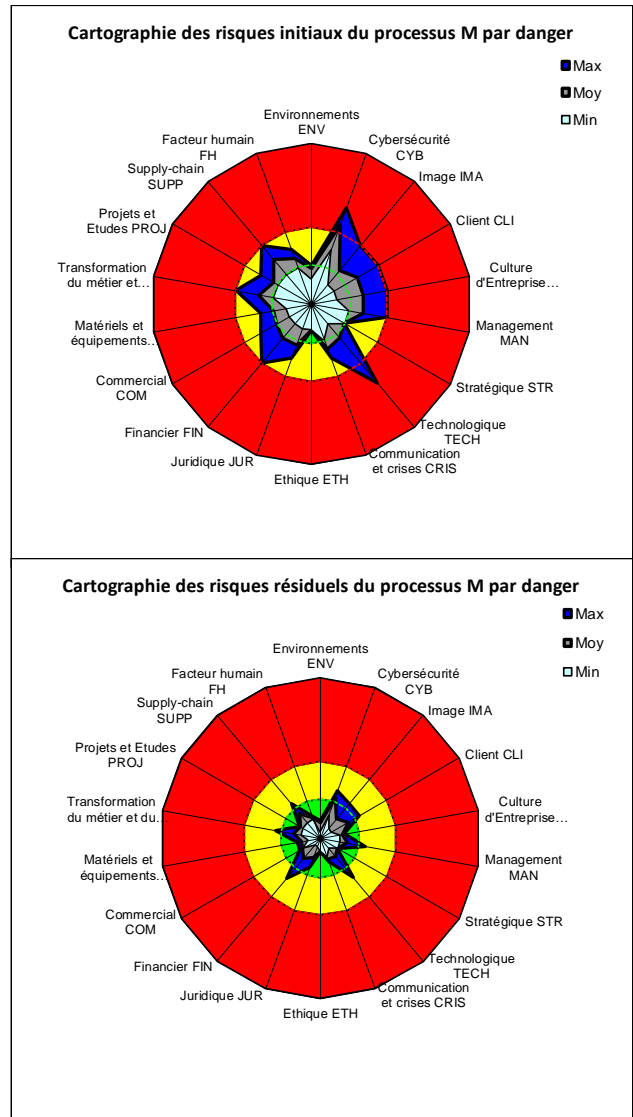 Cartographie des risques initiaux du processus M par danger
Max
Moy
Min
Environnements
ENV
Cybersécurité
CYB
Image IMA
Client CLI
Culture
d'Entreprise…
Management
MAN
Stratégique STR
Technologique
TECH
Communication
et crises CRIS
Ethique ETH
Juridique JUR
Financier FIN
Commercial
COM
Matériels et
équipements…
Transformation
du métier et…
Projets et
Etudes PROJ
Supply-chain
SUPP
Facteur humain
FH
Cartographie des risques résiduels du processus M par danger
Max
Moy
Min
Environnements
ENV
Cybersécurité
CYB
Image IMA
Client CLI
Culture
d'Entreprise…
Management
MAN
Stratégique STR
Technologique
TECH
Communication
et crises CRIS
Ethique ETH
Juridique JUR
Financier FIN
Commercial
COM
Matériels et
équipements…
Transformation
du métier et du…
Projets et Etudes
PROJ
Supply-chain
SUPP
Facteur humain
FH